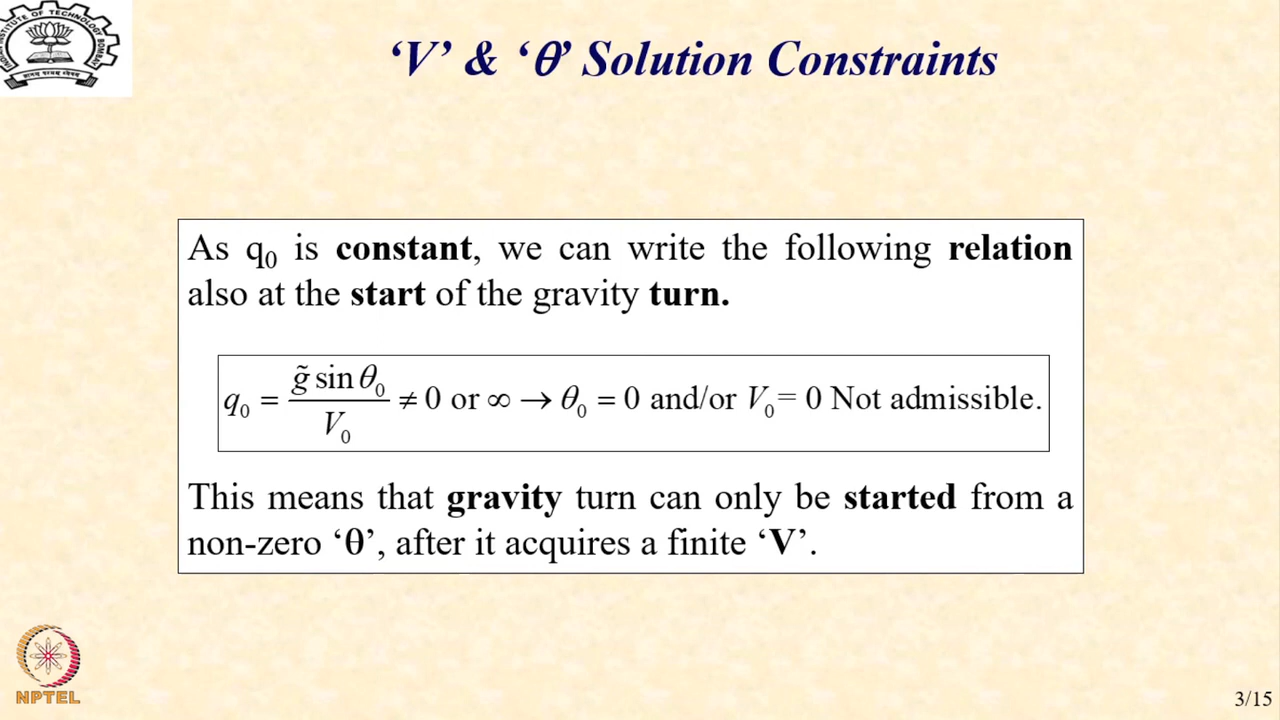 ‘V’ & ‘θ’ Solution Constraints
As q₀ is constant, we can write the following relation
also at the start of the gravity turn.
q₀ = g̃ sin θ₀ / V₀ ≠ 0 or ∞ → θ₀ = 0 and/or V₀ = 0 Not admissible.
This means that gravity turn can only be started from a
non-zero ‘θ’, after it acquires a finite ‘V’.
NPTEL
3/15